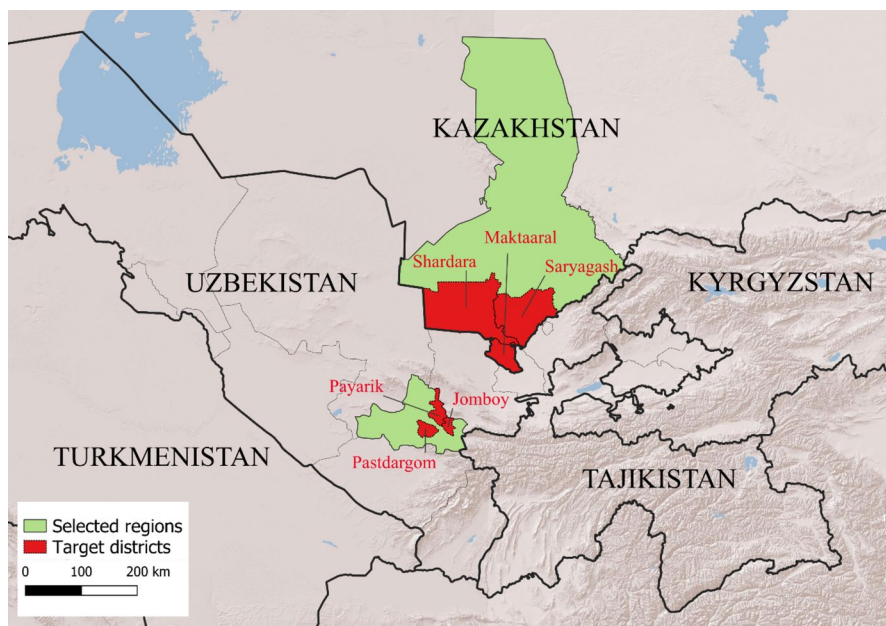 KAZAKHSTAN
Maktaaral
Shardara
Saryagash
UZBEKISTAN
KYRGYZSTAN
Payarik
Jomboy
TURKMENISTAN
Pastdargom
TAJIKISTAN
Selected regions
Target districts
0 100 200 km